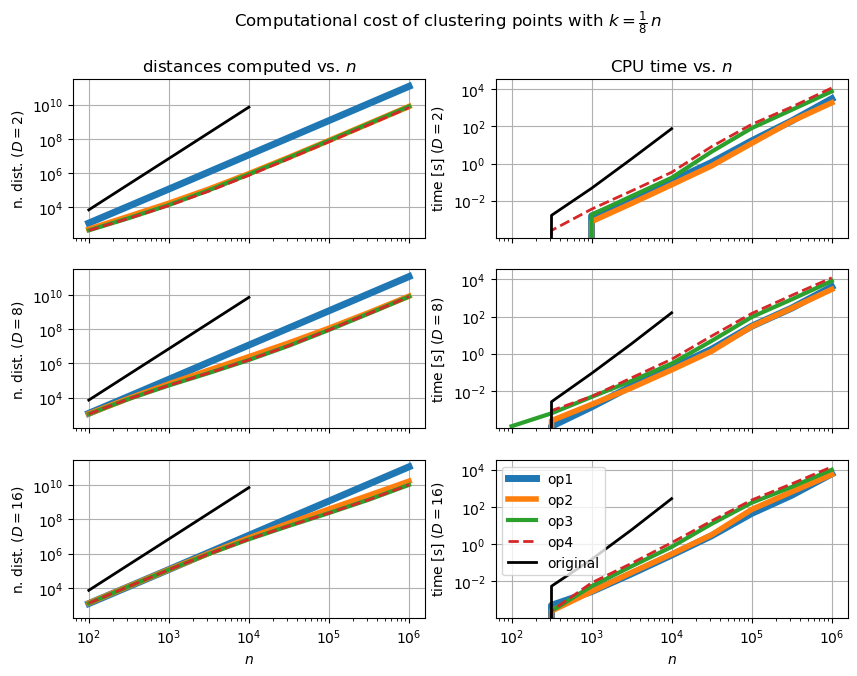 Computational cost of clustering points with $k = \frac{1}{8} n$
distances computed vs. $n$
CPU time vs. $n$
n. dist. ($D = 2$)
$10^{10}$
$10^{8}$
$10^{6}$
$10^{4}$
time [s] ($D = 2$)
$10^{4}$
$10^{2}$
$10^{0}$
$10^{-2}$
n. dist. ($D = 8$)
$10^{10}$
$10^{8}$
$10^{6}$
$10^{4}$
time [s] ($D = 8$)
$10^{4}$
$10^{2}$
$10^{0}$
$10^{-2}$
n. dist. ($D = 16$)
$10^{10}$
$10^{8}$
$10^{6}$
$10^{4}$
$10^{2}$ $10^{3}$ $10^{4}$ $10^{5}$ $10^{6}$
$n$
time [s] ($D = 16$)
$10^{4}$
$10^{2}$
$10^{0}$
$10^{-2}$
op1
op2
op3
op4
original
$10^{2}$ $10^{3}$ $10^{4}$ $10^{5}$ $10^{6}$
$n$